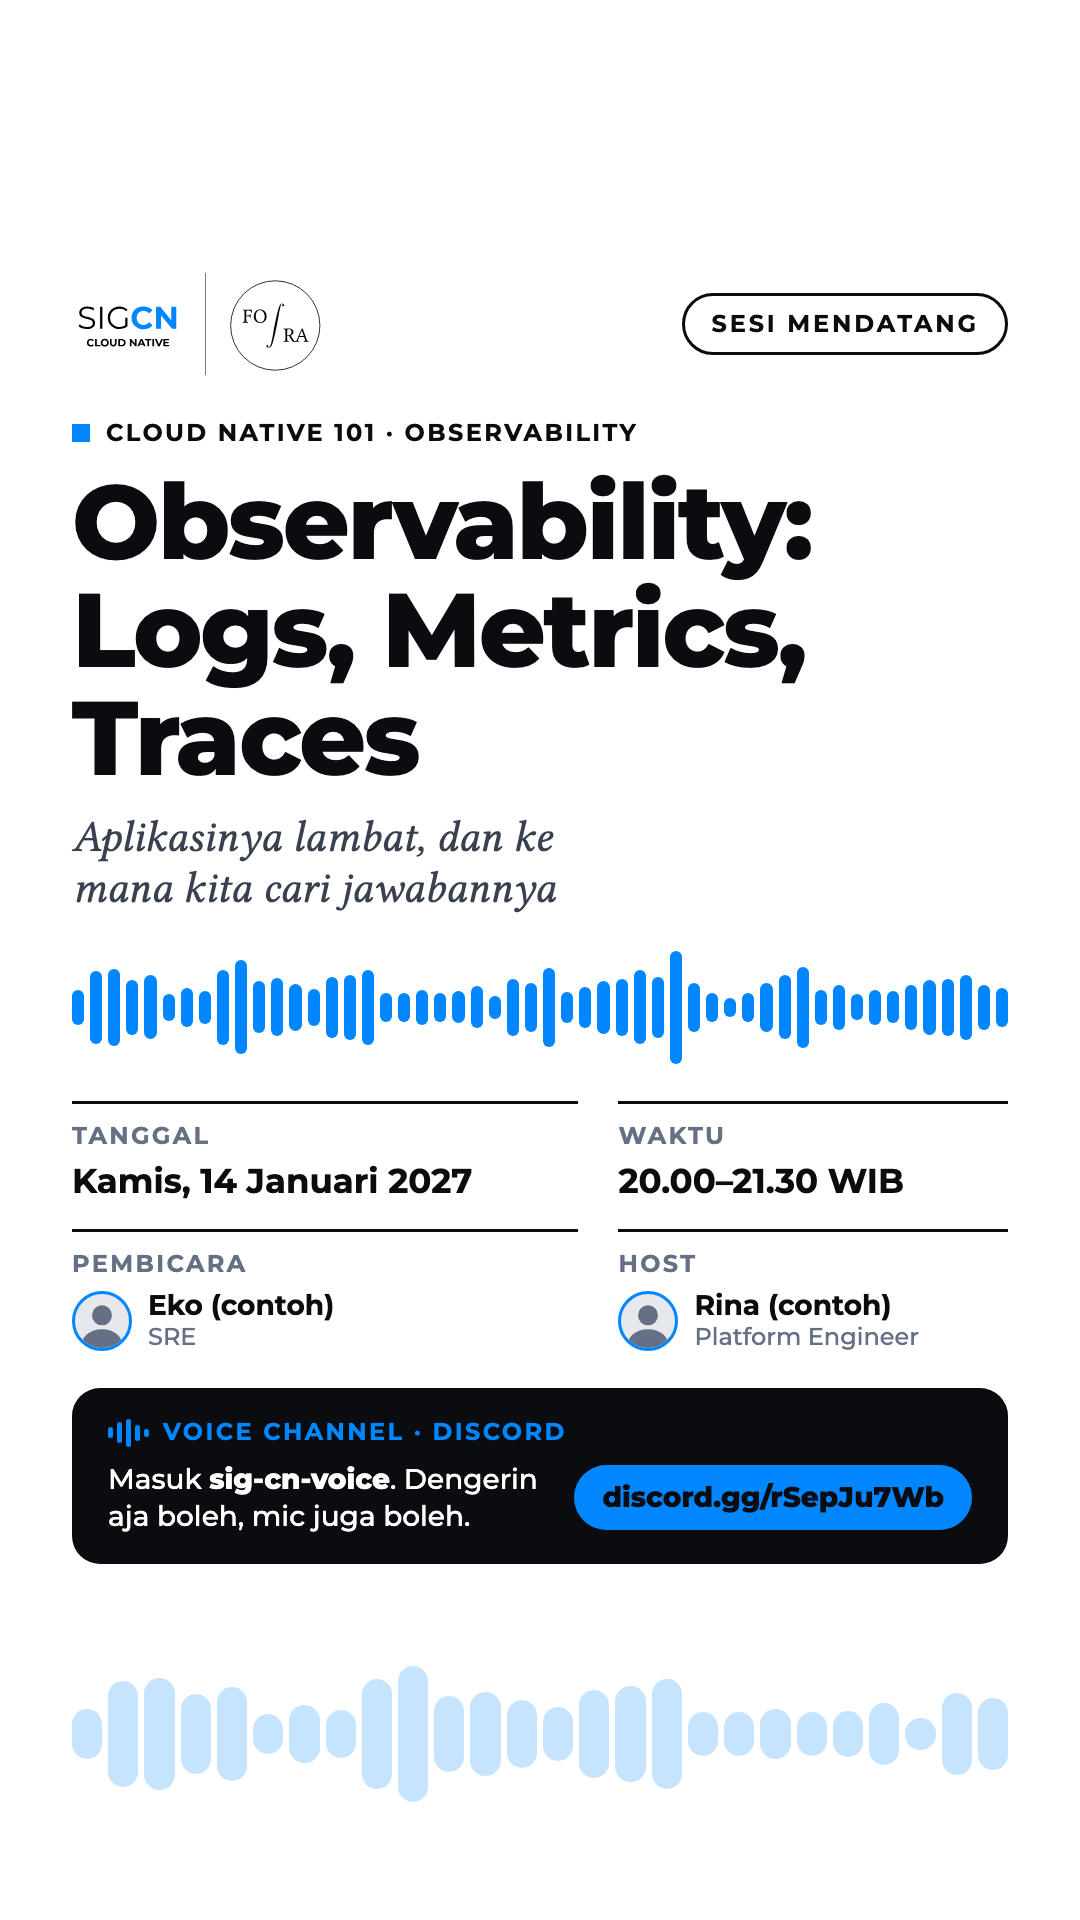 SIGCN
CLOUD NATIVE
FO
RA
SESI MENDATANG
CLOUD NATIVE 101 · OBSERVABILITY
Observability:
Logs, Metrics,
Traces
Aplikasinya lambat, dan ke
mana kita cari jawabannya
TANGGAL
Kamis, 14 Januari 2027
WAKTU
20.00–21.30 WIB
PEMBICARA
Eko (contoh)
SRE
HOST
Rina (contoh)
Platform Engineer
VOICE CHANNEL · DISCORD
Masuk sig-cn-voice. Dengerin
aja boleh, mic juga boleh.
discord.gg/rSepJu7Wb